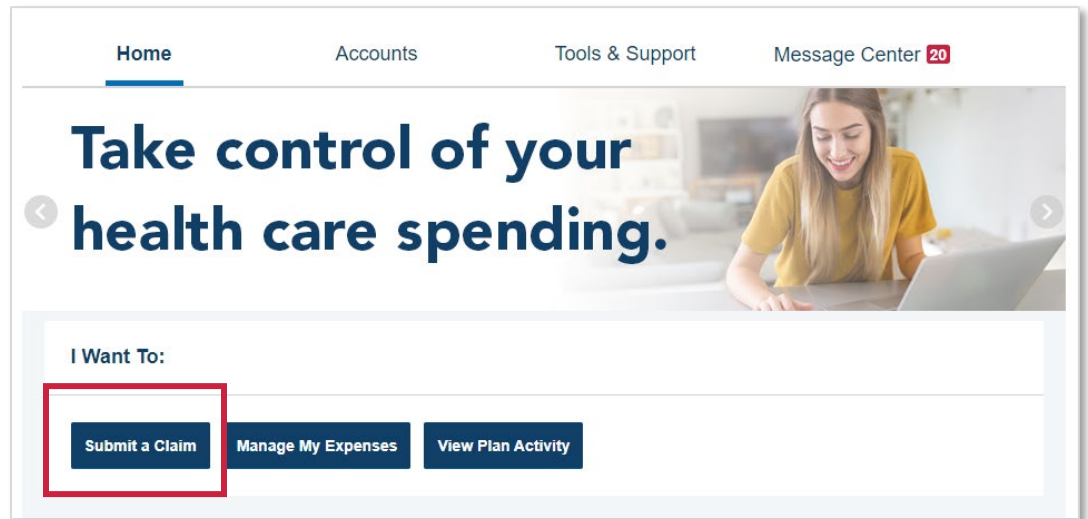 Home Accounts Tools & Support Message Center 20
Take control of your
health care spending.
I Want To:
Submit a Claim Manage My Expenses View Plan Activity